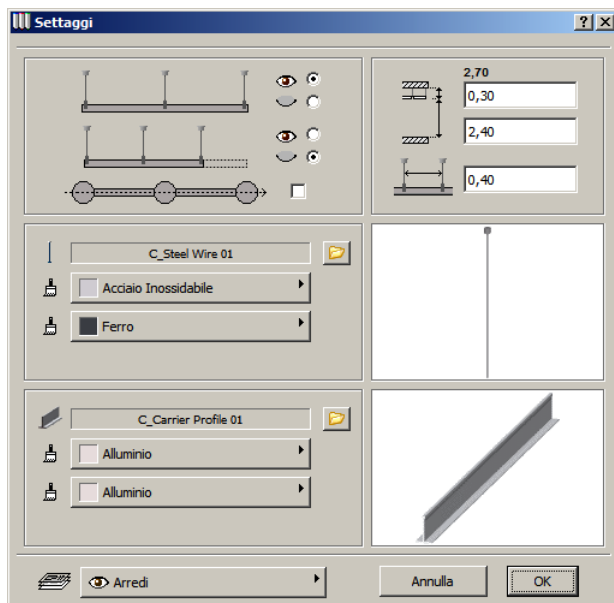 Settaggi
2,70
0,30
2,40
0,40
C_Steel Wire 01
Acciaio Inossidabile
Ferro
C_Carrier Profile 01
Alluminio
Alluminio
Arredi
Annulla
OK